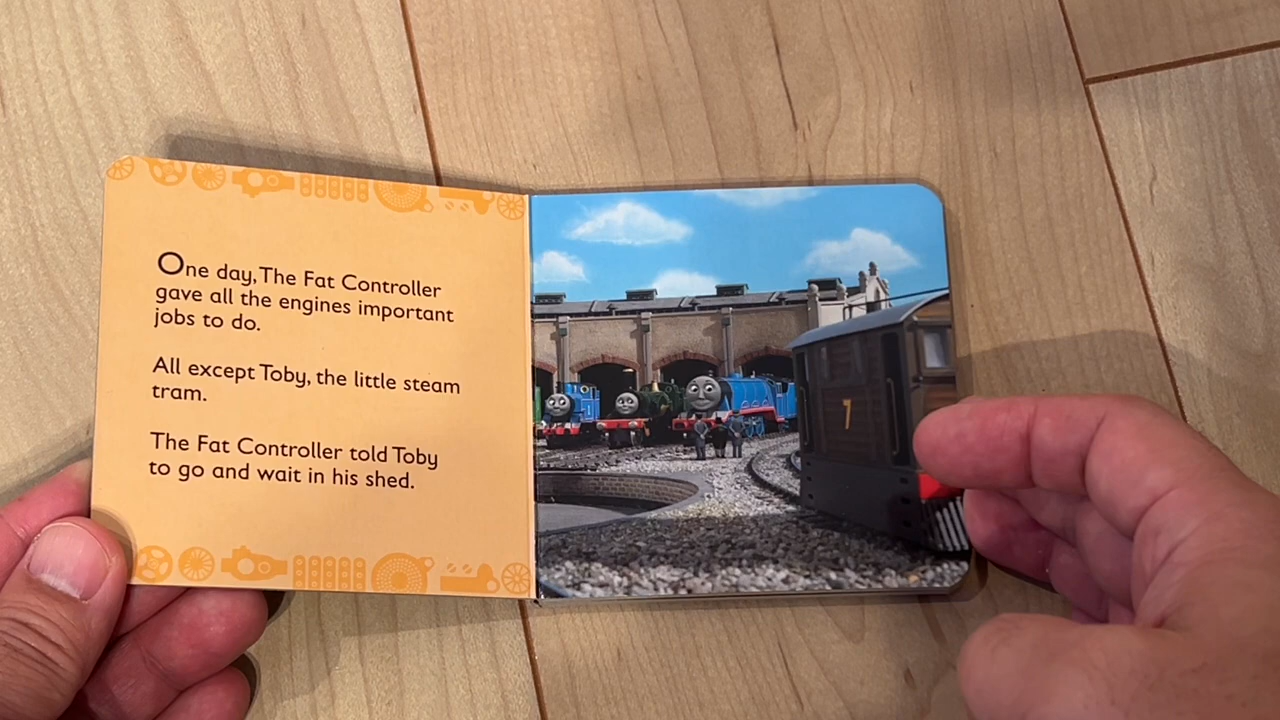 One day, The Fat Controller
gave all the engines important
jobs to do.
All except Toby, the little steam
tram.
The Fat Controller told Toby
to go and wait in his shed.
7